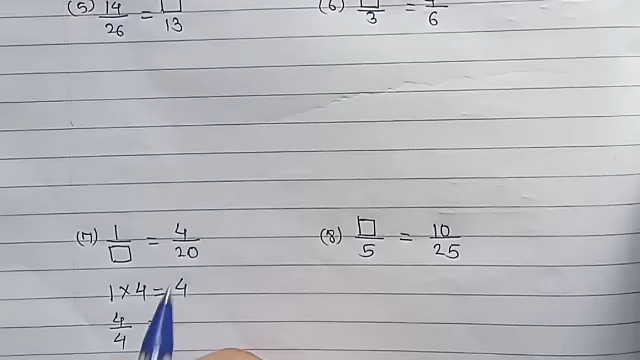 (5) 14/26 = □/13
(6) □/3 = /6
(7) 1/□ = 4/20
(8) □/5 = 10/25
1 × 4 = 4
4/4